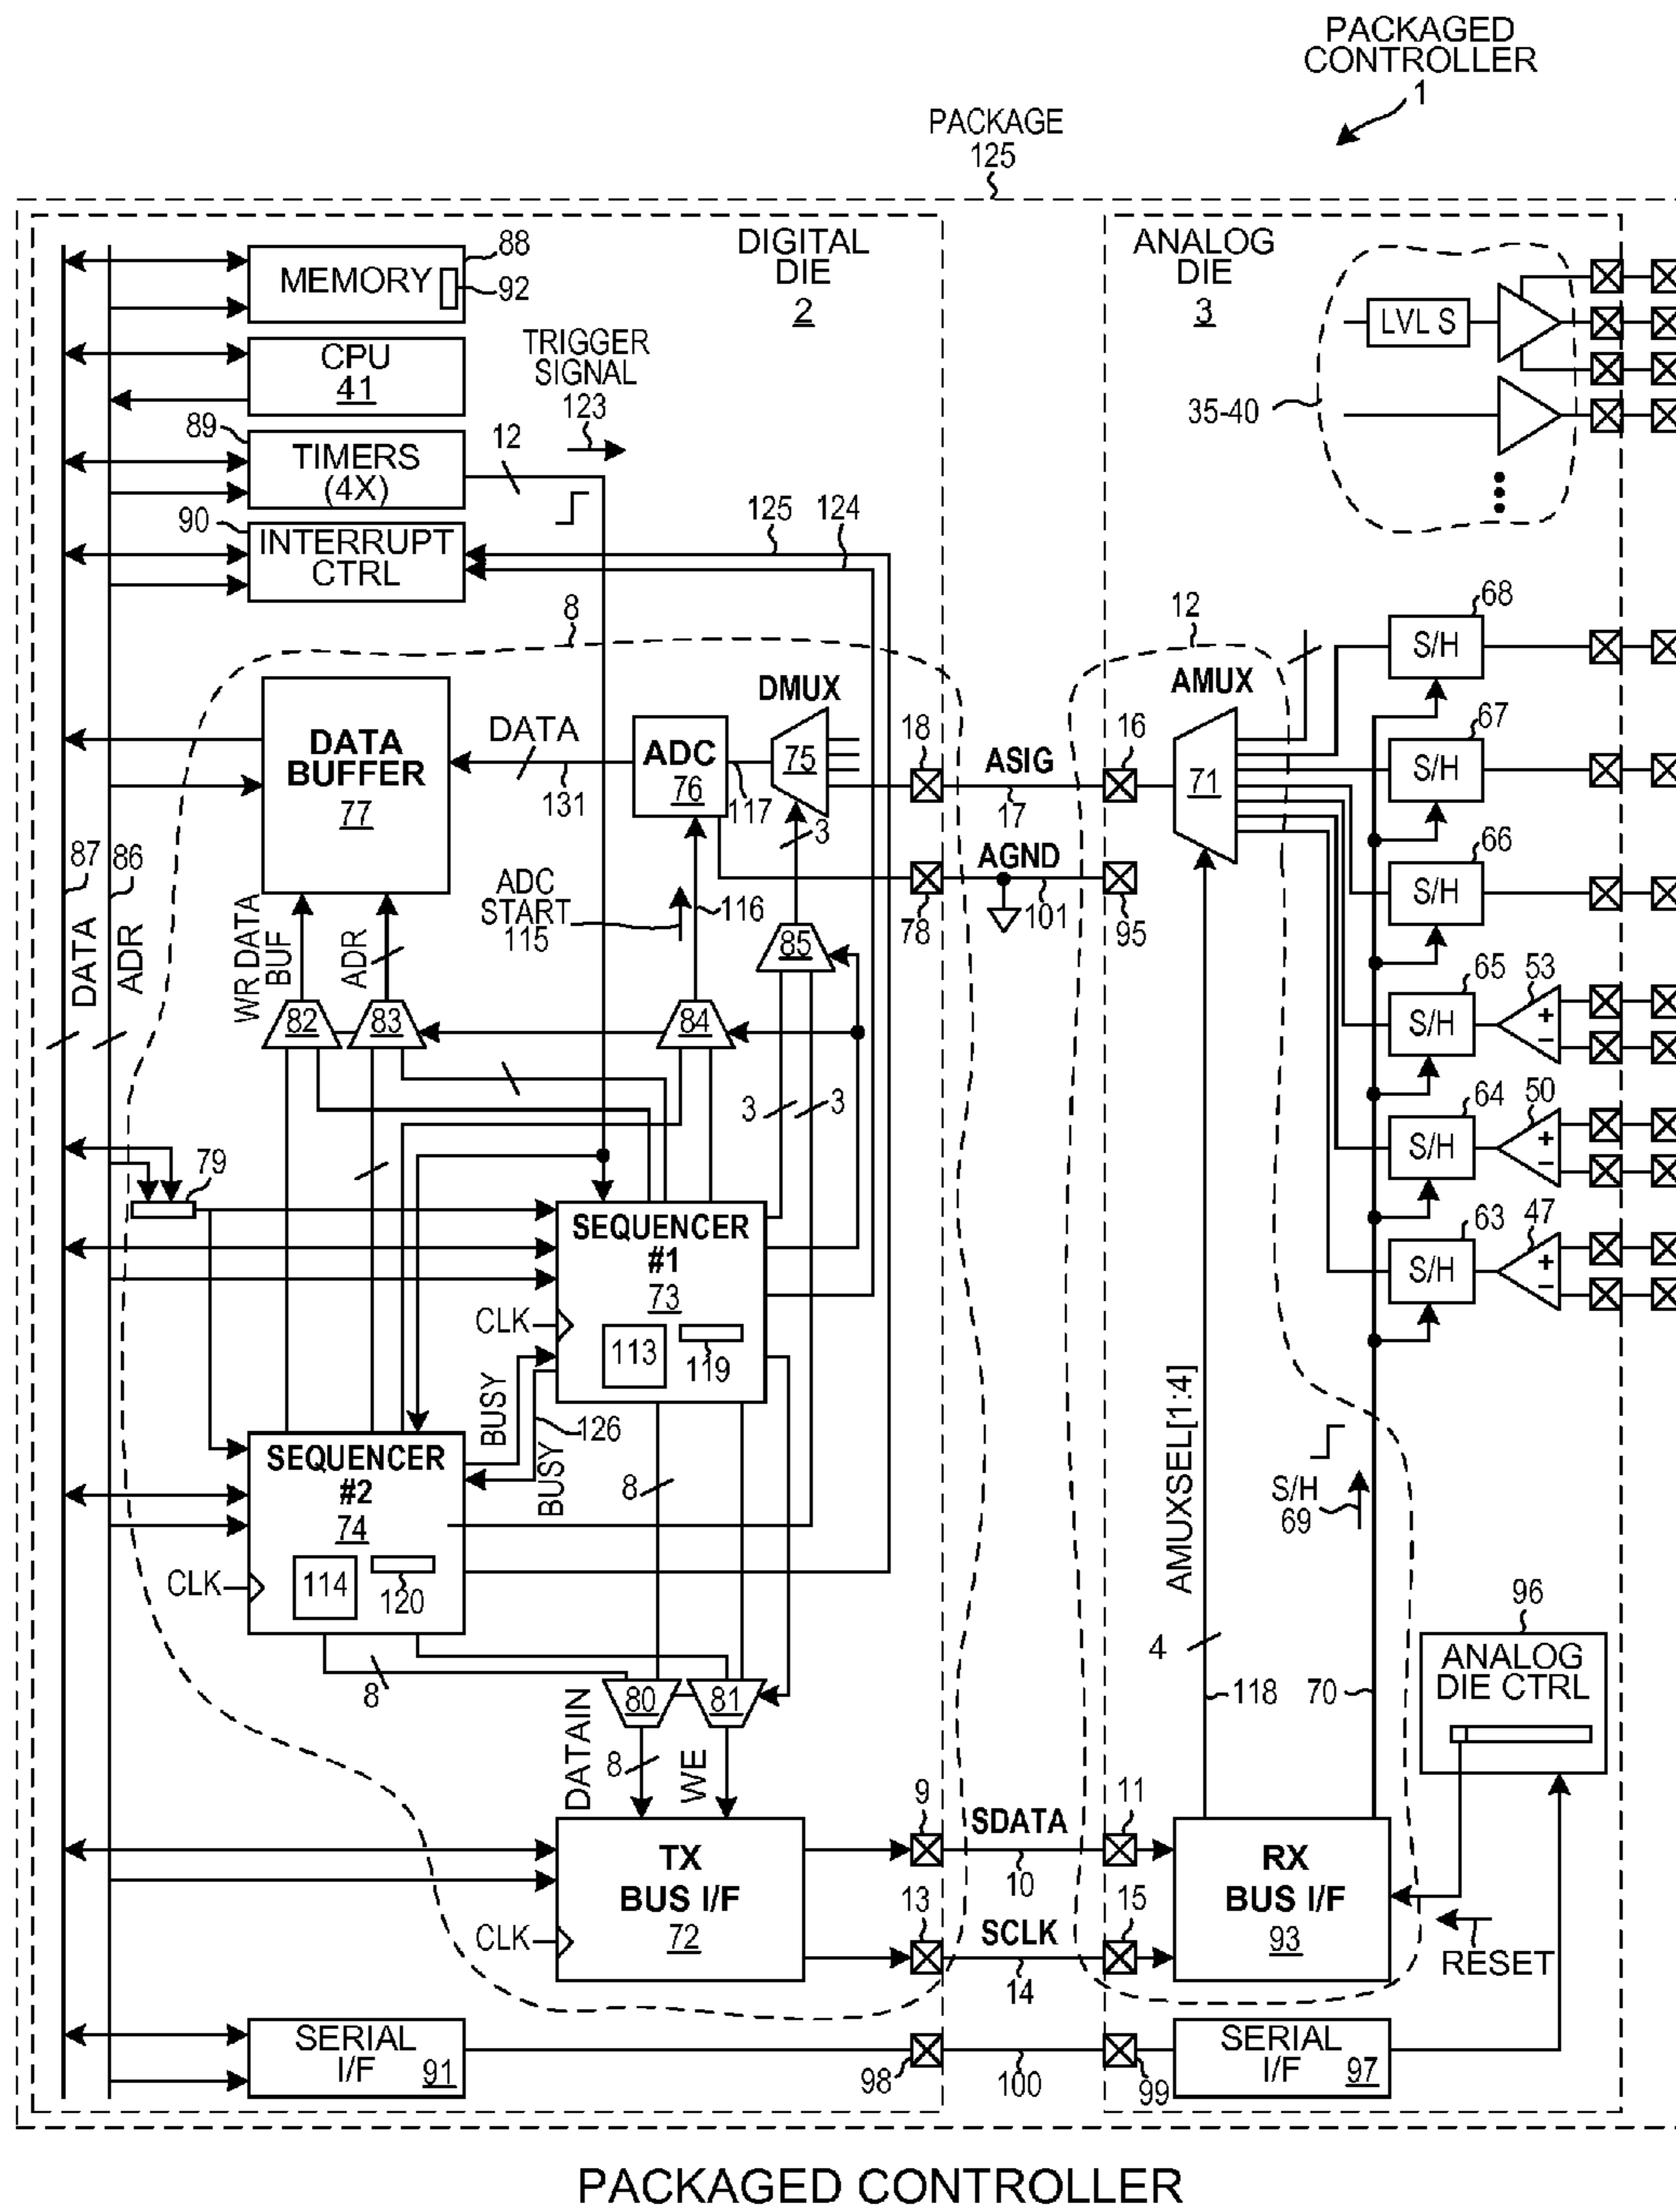 PACKAGED
CONTROLLER
1
PACKAGE
125
DIGITAL
DIE
2
ANALOG
DIE
3
88
MEMORY
92
CPU
41
TRIGGER
SIGNAL
123
LVL S
35-40
89
TIMERS
(4X)
12
90
INTERRUPT
CTRL
125
124
8
12
68
S/H
DMUX
AMUX
DATA
BUFFER
77
DATA
131
ADC
76
117
75
18
ASIG
17
16
71
67
S/H
3
87
86
DATA
ADR
WR DATA
BUF
ADR
ADC
START
115
116
AGND
78
101
95
66
S/H
85
82
83
84
65
S/H
53
+
−
3
3
64
S/H
50
+
−
79
63
S/H
47
+
−
SEQUENCER
#1
73
CLK
113
119
BUSY
126
BUSY
SEQUENCER
#2
74
CLK
114
120
8
8
AMUXSEL[1:4]
S/H
69
4
118
70
96
ANALOG
DIE CTRL
80
81
DATAIN
8
WE
9
SDATA
10
11
TX
BUS I/F
72
CLK
13
SCLK
14
15
RX
BUS I/F
93
RESET
SERIAL
I/F
91
98
100
99
SERIAL
I/F
97
PACKAGED CONTROLLER